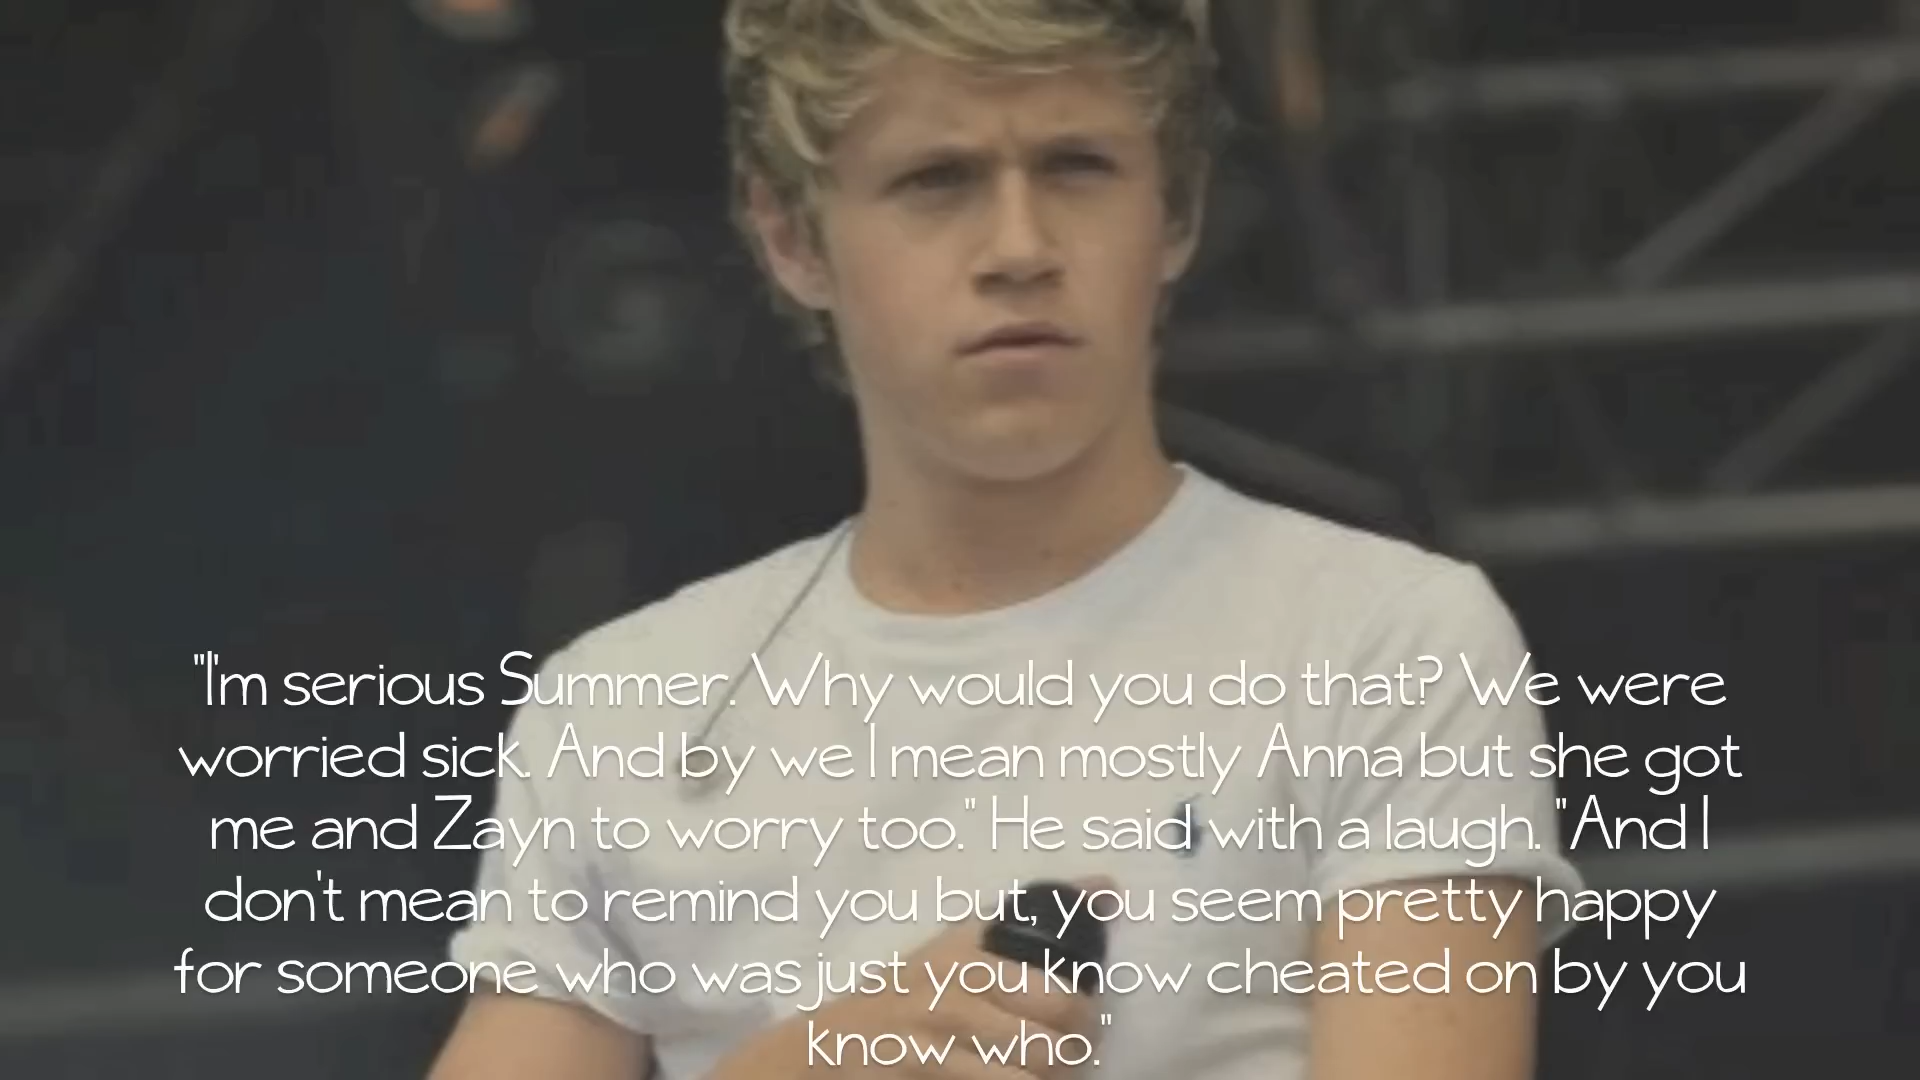 "I'm serious Summer. Why would you do that? We were
worried sick. And by we I mean mostly Anna but she got
me and Zayn to worry too." He said with a laugh. "And I
don't mean to remind you but, you seem pretty happy
for someone who was just you know cheated on by you
know who."